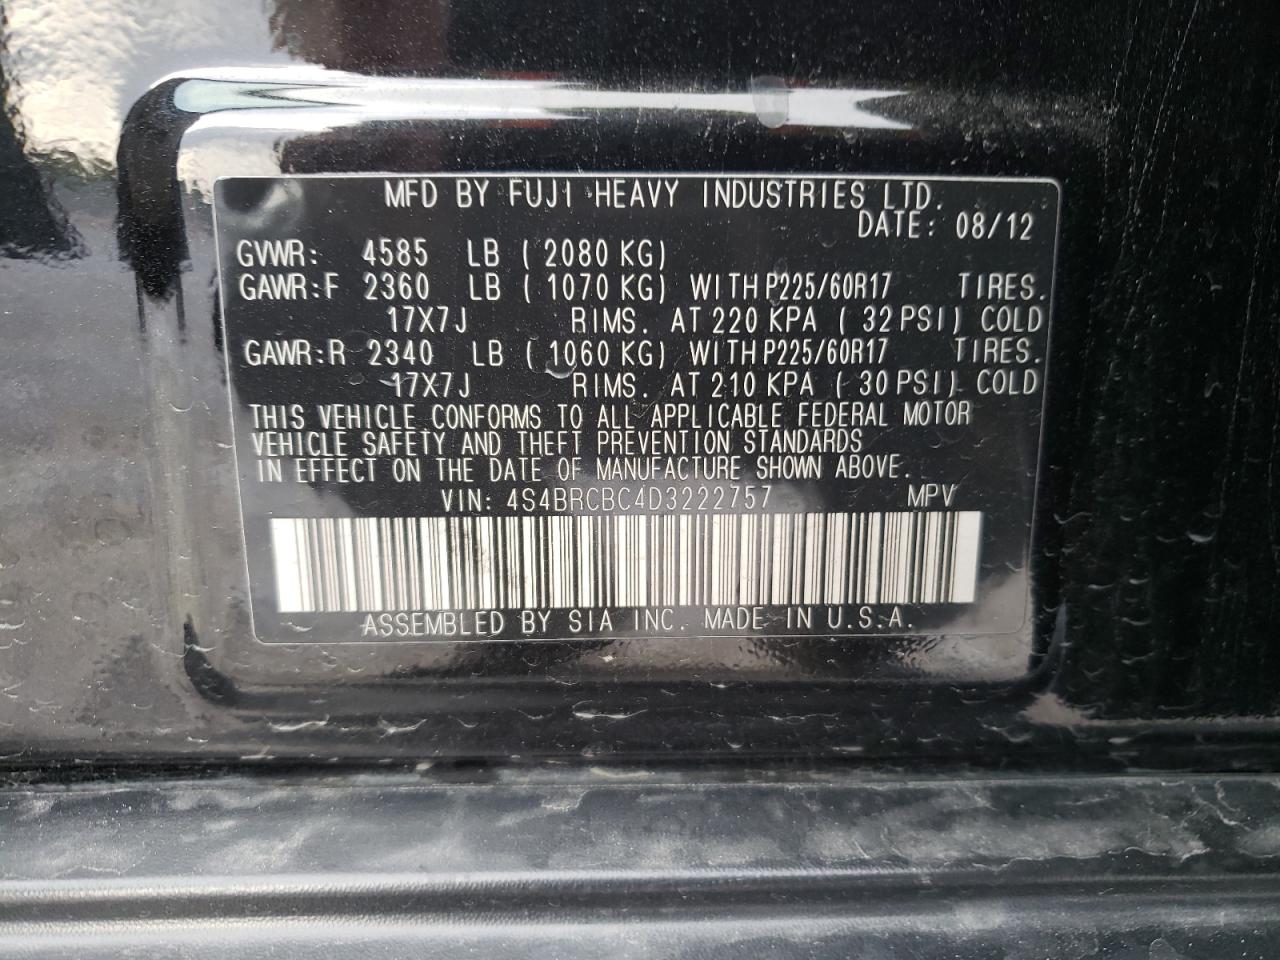 MFD BY FUJI HEAVY INDUSTRIES LTD.
DATE: 08/12
GVWR: 4585 LB ( 2080 KG)
GAWR:F 2360 LB ( 1070 KG) WITH P225/60R17 TIRES.
17X7J RIMS. AT 220 KPA ( 32 PSI) COLD
GAWR:R 2340 LB ( 1060 KG) WITH P225/60R17 TIRES.
17X7J RIMS. AT 210 KPA ( 30 PSI) COLD
THIS VEHICLE CONFORMS TO ALL APPLICABLE FEDERAL MOTOR
VEHICLE SAFETY AND THEFT PREVENTION STANDARDS
IN EFFECT ON THE DATE OF MANUFACTURE SHOWN ABOVE.
VIN: 4S4BRCBC4D3222757 MPV
ASSEMBLED BY SIA INC. MADE IN U.S.A.